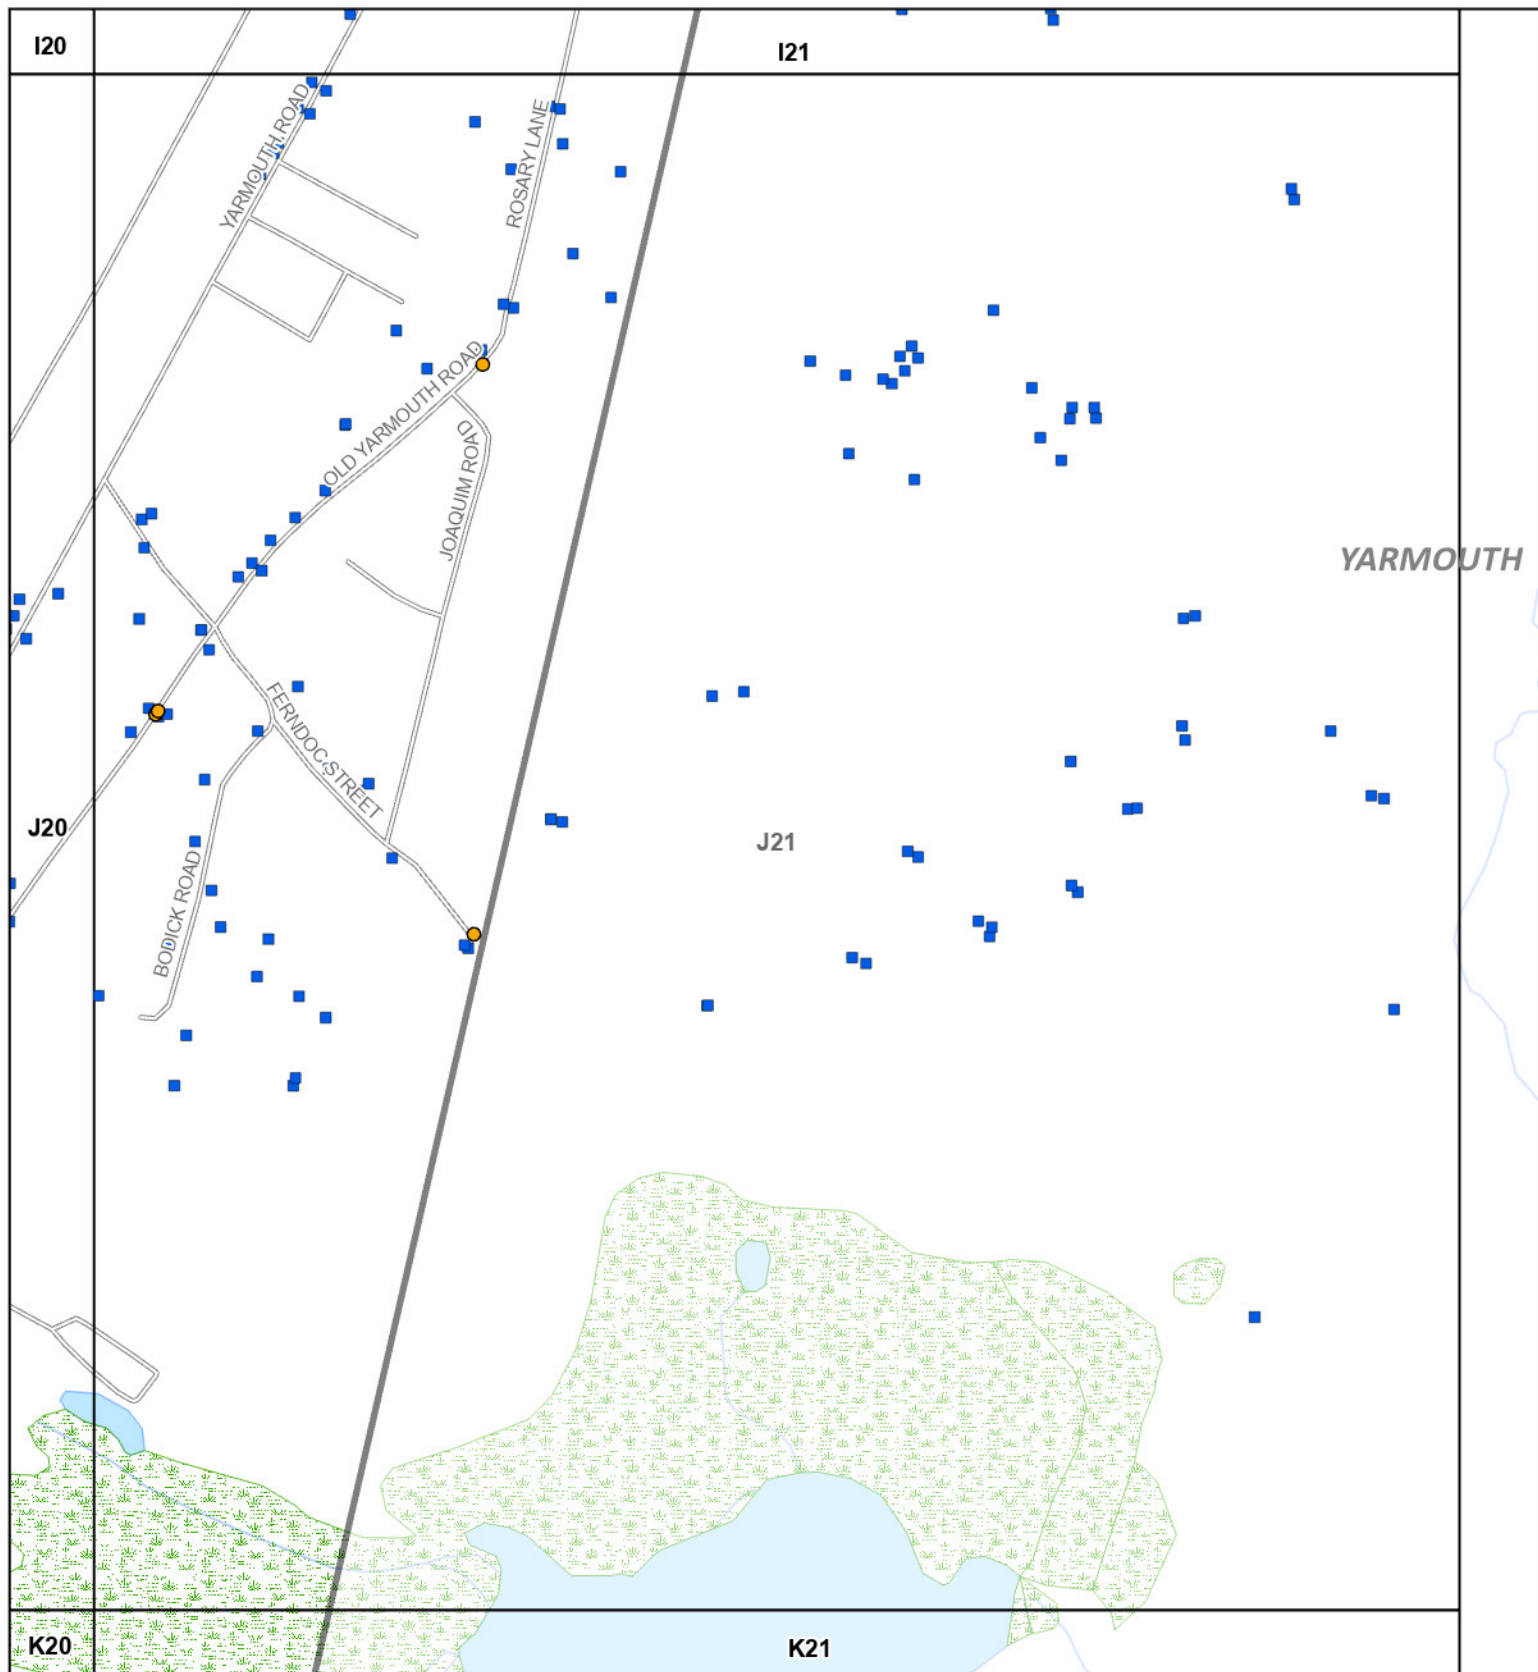 I20
I21
YARMOUTH ROAD
ROSARY LANE
OLD YARMOUTH ROAD
JOAQUIM ROAD
YARMOUTH
FERNDOC STREET
J20
J21
BODICK ROAD
K20
K21